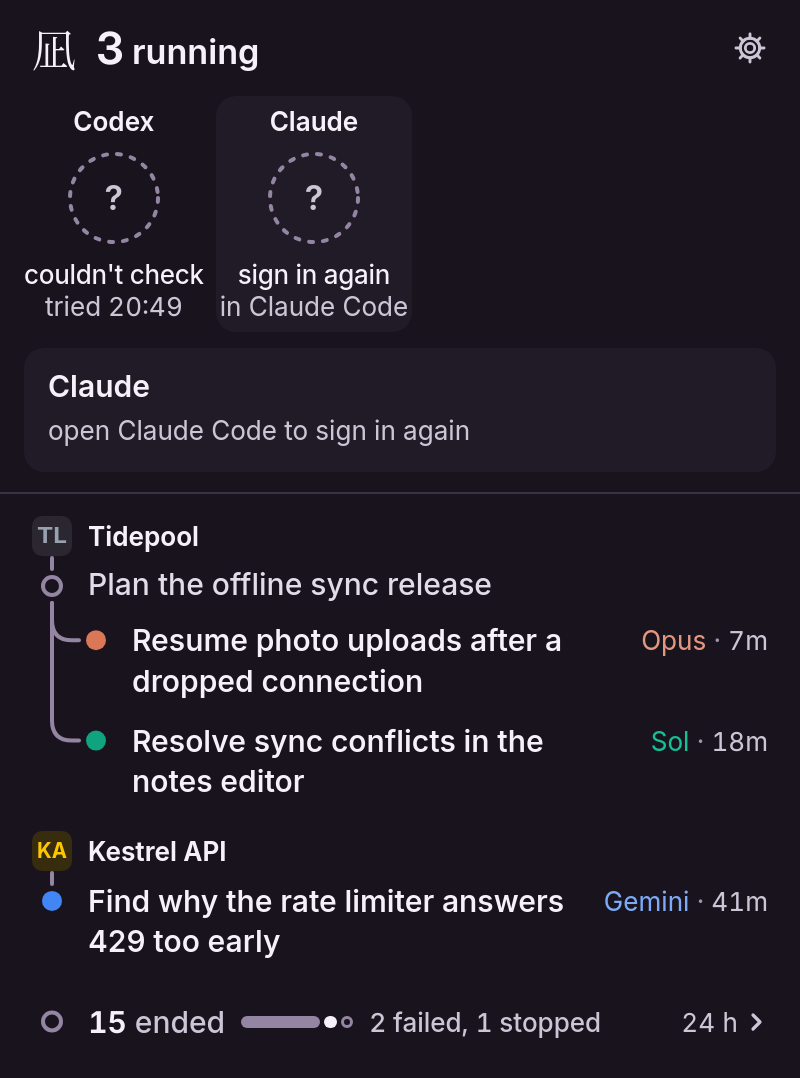 凪 3 running
Codex
Claude
?
?
couldn't check
sign in again
tried 20:49
in Claude Code
Claude
open Claude Code to sign in again
TL Tidepool
Plan the offline sync release
Resume photo uploads after a
Opus · 7m
dropped connection
Resolve sync conflicts in the
Sol · 18m
notes editor
KA Kestrel API
Find why the rate limiter answers
Gemini · 41m
429 too early
15 ended 2 failed, 1 stopped 24 h